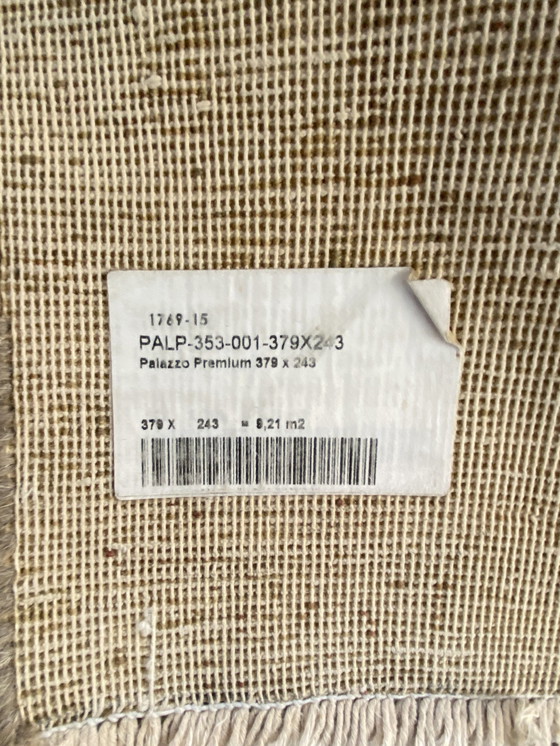 1769-15
PALP-353-001-379X243
Palazzo Premium 379 x 243
379 X 243 = 9,21 m2